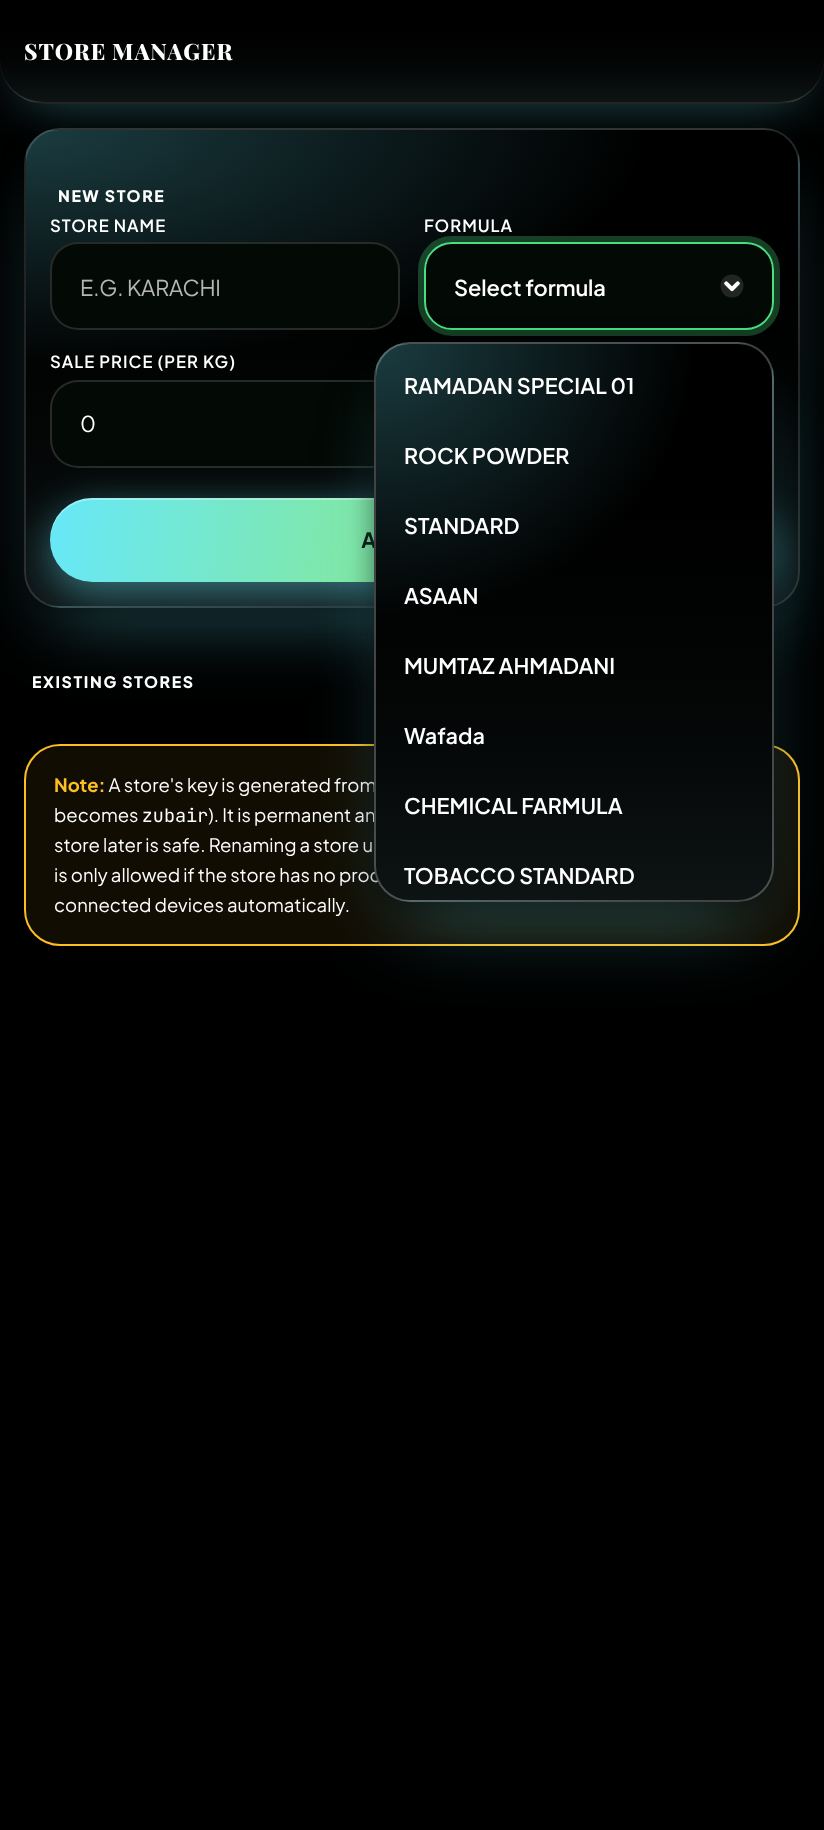 STORE MANAGER
NEW STORE
STORE NAME
FORMULA
E.G. KARACHI
Select formula
SALE PRICE (PER KG)
0
RAMADAN SPECIAL 01
ROCK POWDER
STANDARD
ASAAN
MUMTAZ AHMADANI
Wafada
CHEMICAL FARMULA
TOBACCO STANDARD
EXISTING STORES
Note: A store's key is generated from
becomes zubair). It is permanent
store later is safe. Renaming a store
is only allowed if the store has no
connected devices automatically.